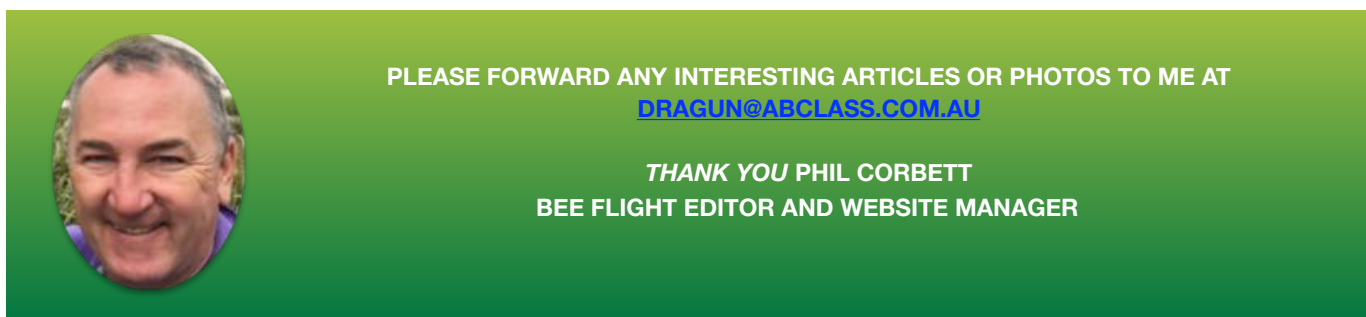 PLEASE FORWARD ANY INTERESTING ARTICLES OR PHOTOS TO ME AT
DRAGUN@ABCLASS.COM.AU
THANK YOU PHIL CORBETT
BEE FLIGHT EDITOR AND WEBSITE MANAGER